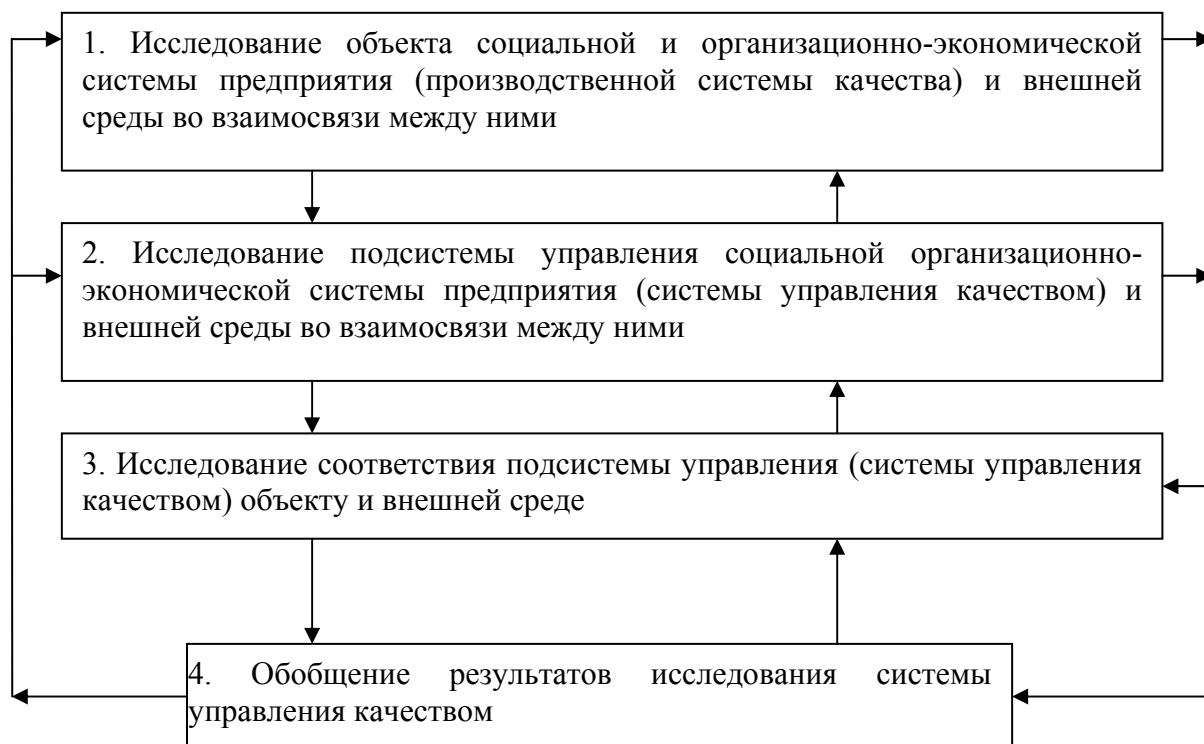 1. Исследование объекта социальной и организационно-экономической
системы предприятия (производственной системы качества) и внешней
среды во взаимосвязи между ними
2. Исследование подсистемы управления социальной организационно-
экономической системы предприятия (системы управления качеством) и
внешней среды во взаимосвязи между ними
3. Исследование соответствия подсистемы управления (системы управления
качеством) объекту и внешней среде
4. Обобщение результатов исследования системы
управления качеством